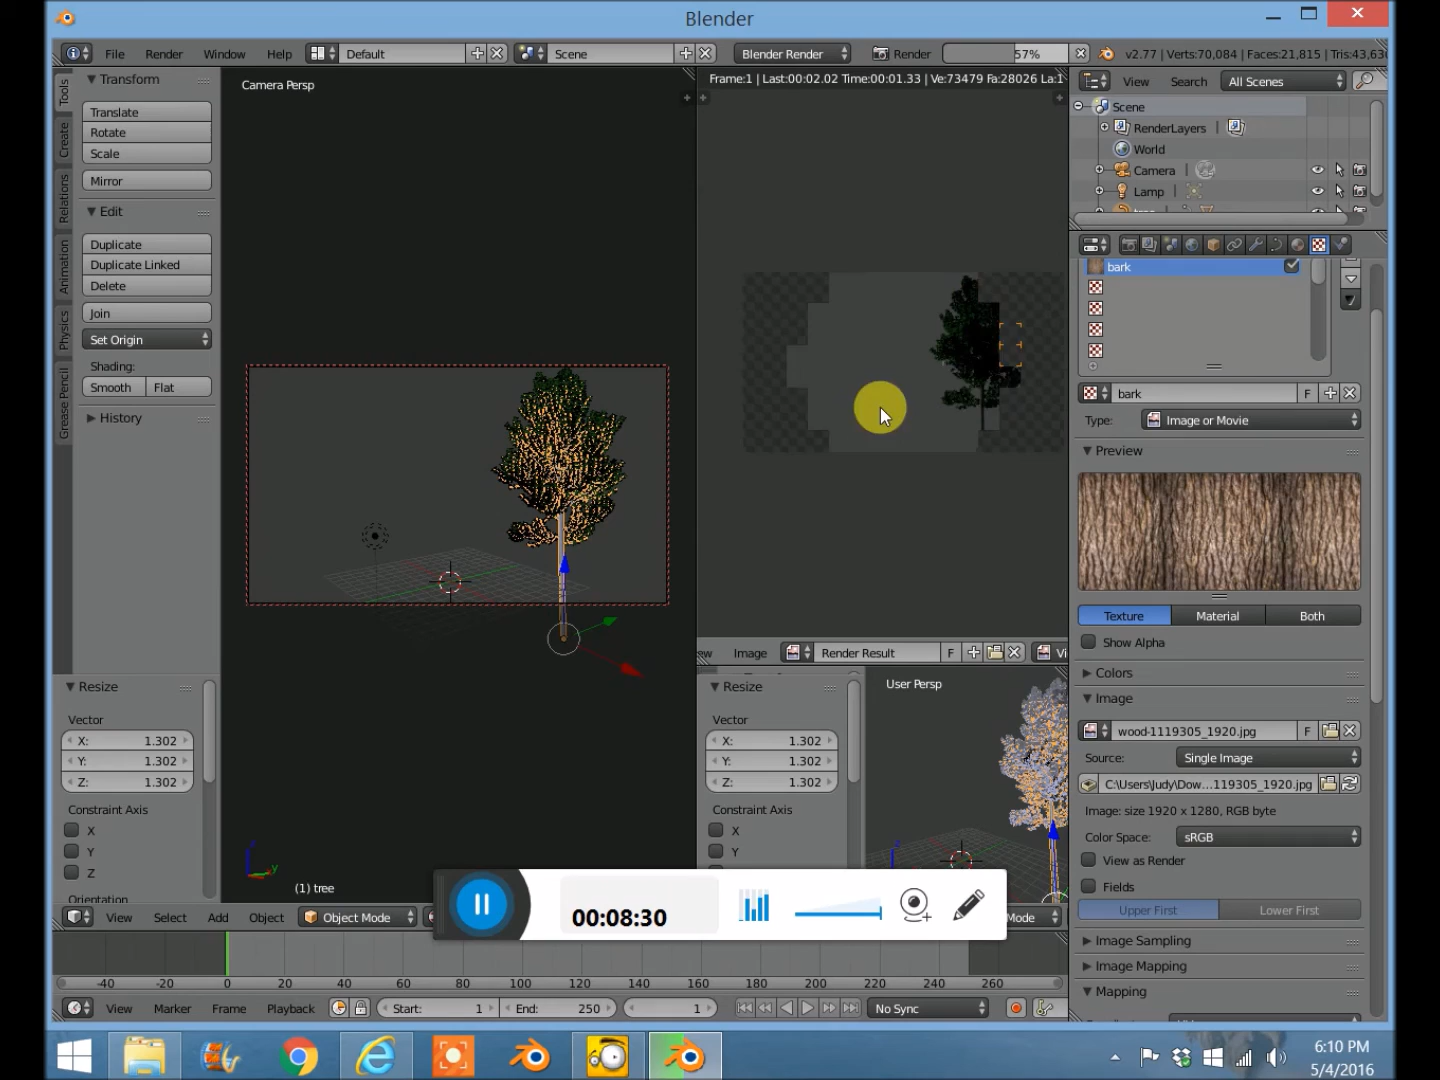 Blender
File Render Window Help Default Scene Blender Render Render 57% v2.77 | Verts:70,084 | Faces:21,815 |
Tools
Create
Relations
Animation
Physics
Grease Pencil
Transform
Translate
Rotate
Scale
Mirror
Edit
Duplicate
Duplicate Linked
Delete
Join
Set Origin
Shading:
Smooth Flat
History
Resize
Vector
X: 1.302
Y: 1.302
Z: 1.302
Constraint Axis
X
Y
Z
Orientation
Camera Persp
(1) tree
View Select Add Object Object Mode
Frame:1 | Last:00:02.02 Time:00:01.33 | Ve:73479 Fa:28026 La:1
Image Render Result F
Resize
Vector
X: 1.302
Y: 1.302
Z: 1.302
Constraint Axis
X
Y
User Persp
Mode
00:08:30
View Search All Scenes
Scene
RenderLayers
World
Camera
Lamp
bark
bark F
Type: Image or Movie
Preview
Texture Material Both
Show Alpha
Colors
Image
wood-1119305_1920.jpg F
Source: Single Image
C:\Users\Judy\Dow...119305_1920.jpg
Image: size 1920 x 1280, RGB byte
Color Space: sRGB
View as Render
Fields
Upper First Lower First
Image Sampling
Image Mapping
Mapping
-40 -20 0 20 40 60 80 100 120 140 160 180 200 220 240 260
View Marker Frame Playback Start: 1 End: 250 1 No Sync
6:10 PM
5/4/2016